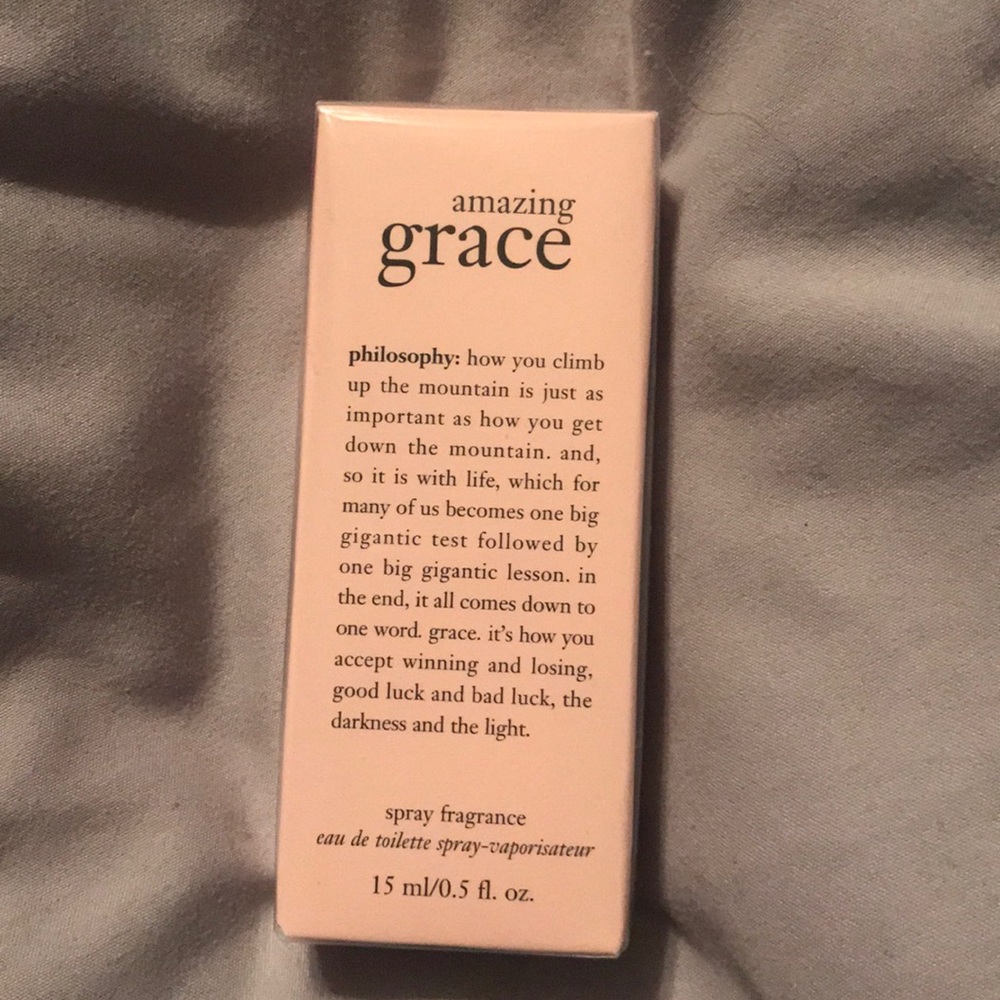 amazing
grace
philosophy: how you climb
up the mountain is just as
important as how you get
down the mountain. and,
so it is with life, which for
many of us becomes one big
gigantic test followed by
one big gigantic lesson. in
the end, it all comes down to
one word. grace. it's how you
accept winning and losing,
good luck and bad luck, the
darkness and the light.
spray fragrance
eau de toilette spray-vaporisateur
15 ml/0.5 fl. oz.